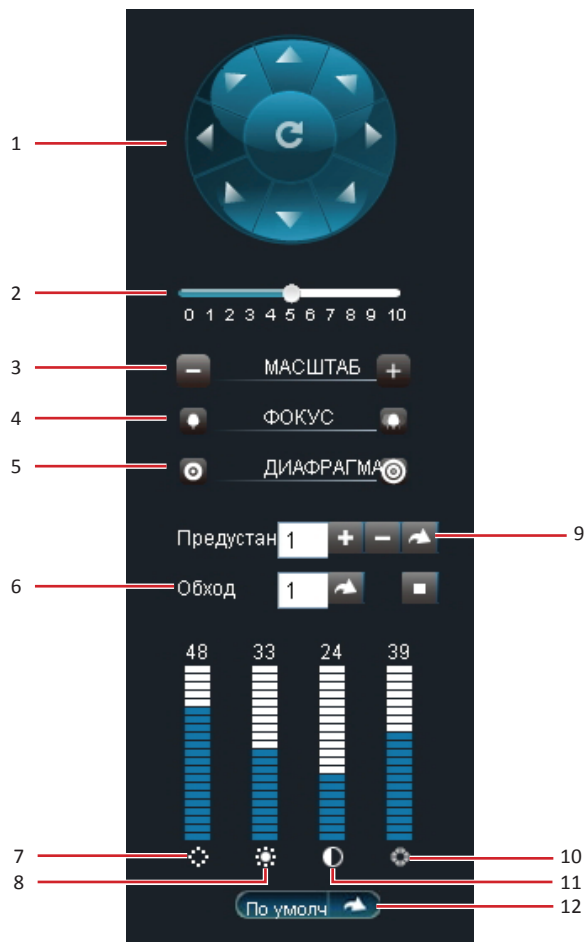 1
2
0 1 2 3 4 5 6 7 8 9 10
3 МАСШТАБ
4 ФОКУС
5 ДИАФРАГМА
Предустан 1 9
6 Обход 1
48 33 24 39
7 10
8 11
По умолч 12